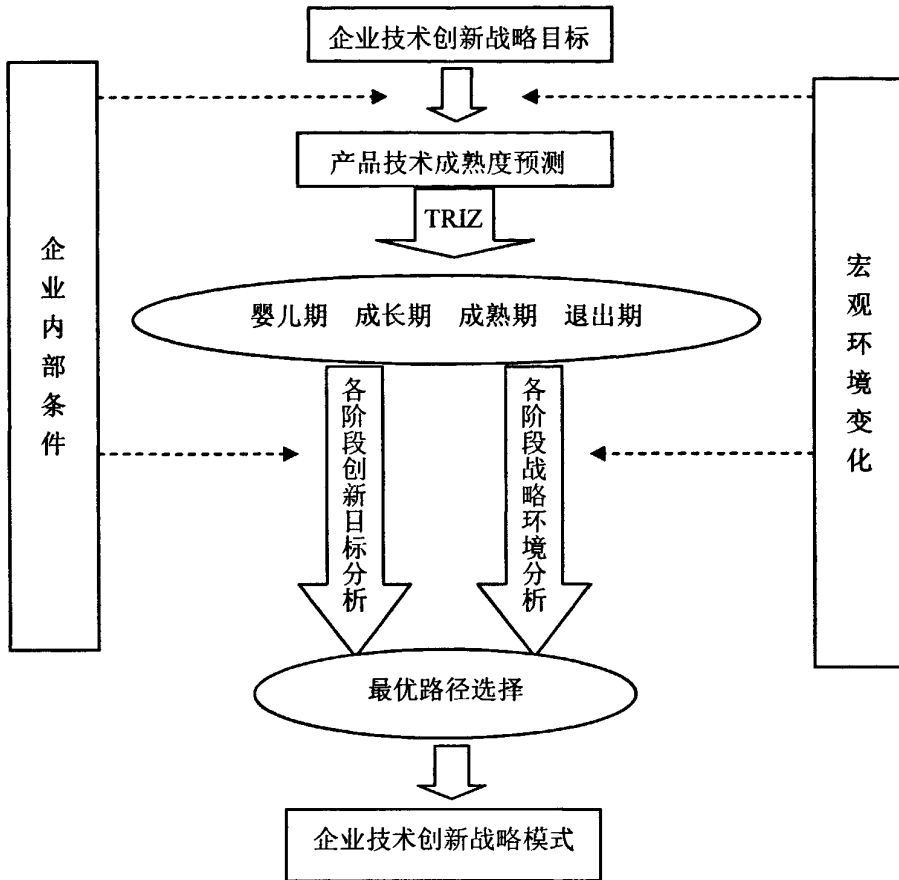 企业技术创新战略目标
产品技术成熟度预测
TRIZ
企业内部条件
宏观环境变化
婴儿期 成长期 成熟期 退出期
各阶段创新目标分析
各阶段战略环境分析
最优路径选择
企业技术创新战略模式